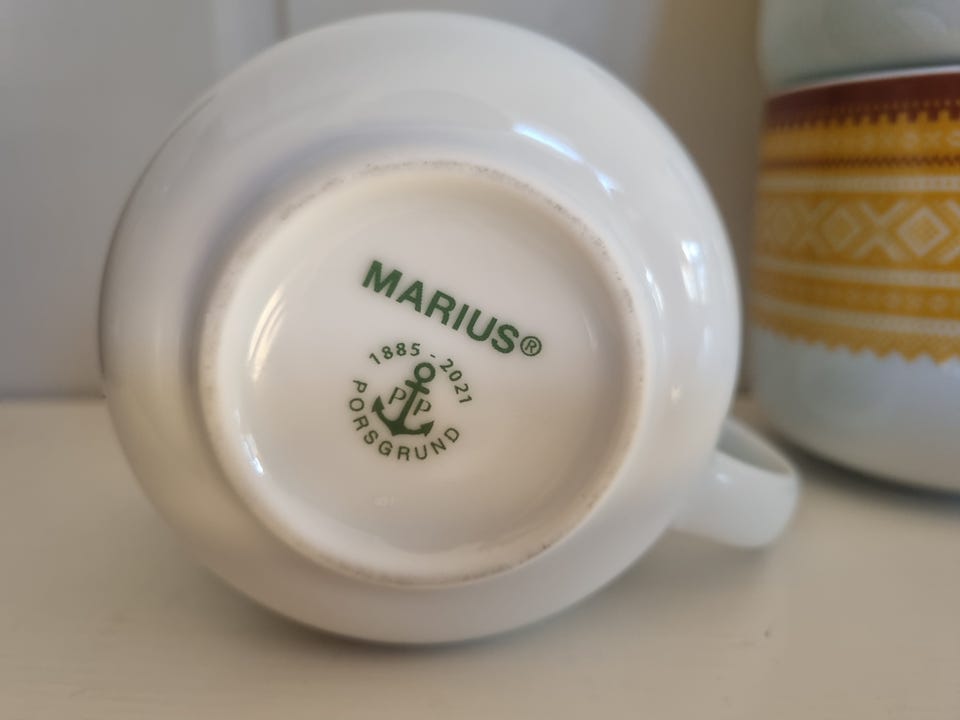 MARIUS®
1885 - 2021
PP
PORSGRUND